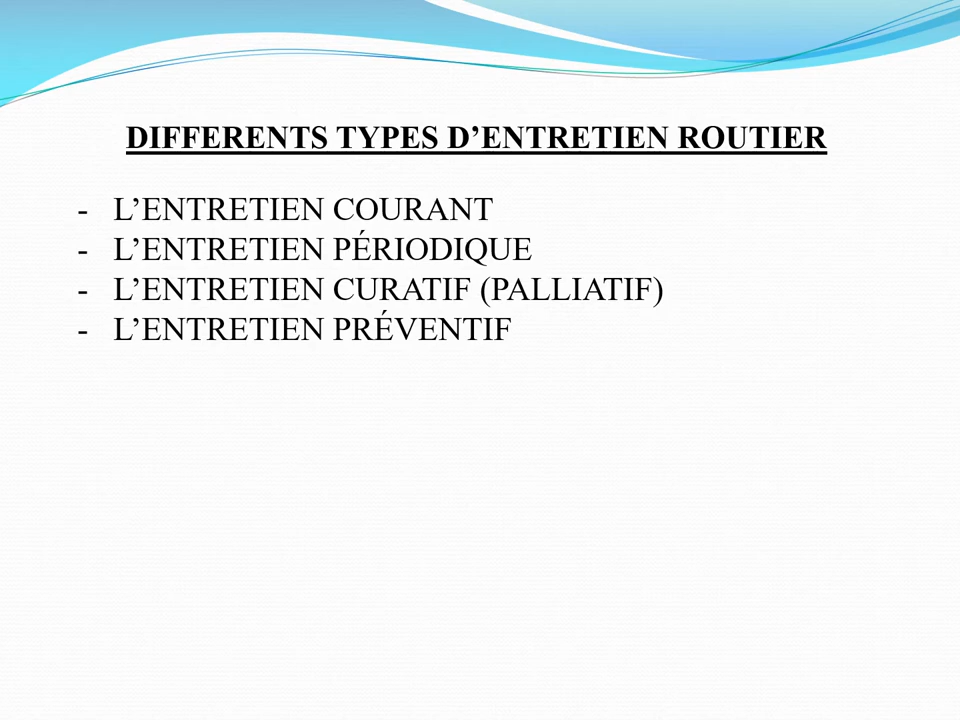 DIFFERENTS TYPES D’ENTRETIEN ROUTIER
- L’ENTRETIEN COURANT
- L’ENTRETIEN PÉRIODIQUE
- L’ENTRETIEN CURATIF (PALLIATIF)
- L’ENTRETIEN PRÉVENTIF